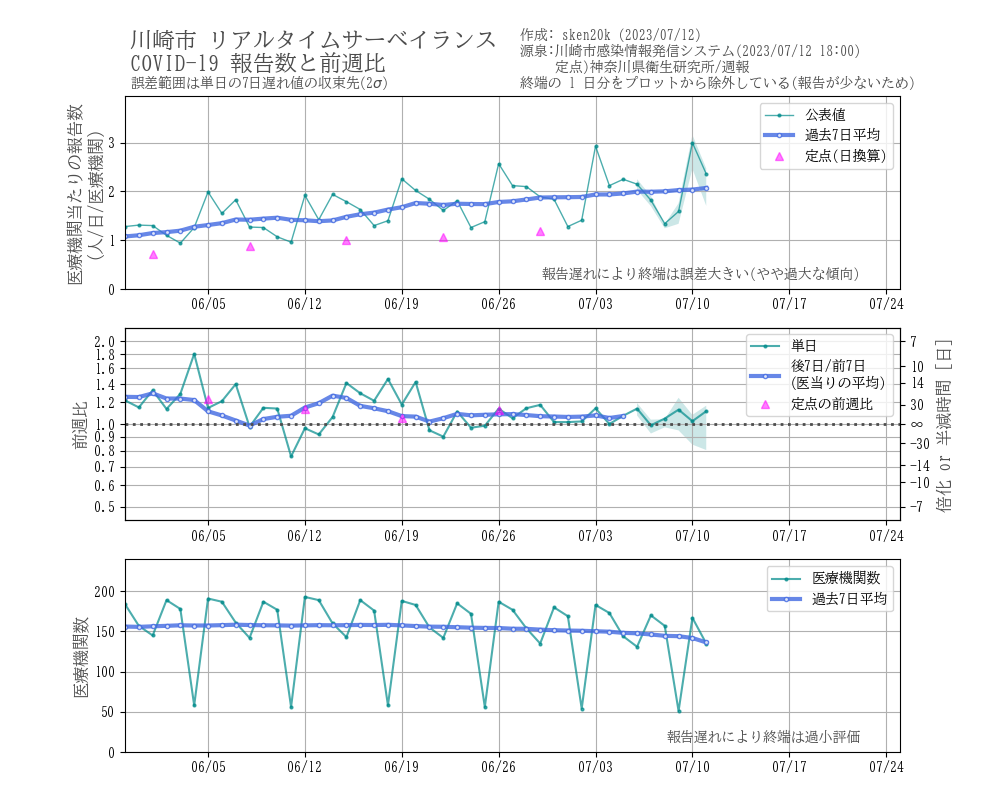 川崎市 リアルタイムサーベイランス
COVID-19 報告数と前週比
誤差範囲は単日の7日遅れ値の収束先(2σ)
作成: sken20k (2023/07/12)
源泉:川崎市感染情報発信システム(2023/07/12 18:00)
定点)神奈川県衛生研究所/週報
終端の 1 日分をプロットから除外している(報告が少ないため)
医療機関当たりの報告数
(人/日/医療機関)
3
2
1
0
公表値
過去7日平均
定点(日換算)
報告遅れにより終端は誤差大きい(やや過大な傾向)
06/05 06/12 06/19 06/26 07/03 07/10 07/17 07/24
前週比
2.0
1.8
1.6
1.4
1.2
1.0
0.9
0.8
0.7
0.6
0.5
単日
後7日/前7日
(医当りの平均)
定点の前週比
7
10
14
30
∞
-30
-14
-10
-7
倍化 or 半減時間 [日]
06/05 06/12 06/19 06/26 07/03 07/10 07/17 07/24
医療機関数
200
150
100
50
0
医療機関数
過去7日平均
報告遅れにより終端は過小評価
06/05 06/12 06/19 06/26 07/03 07/10 07/17 07/24